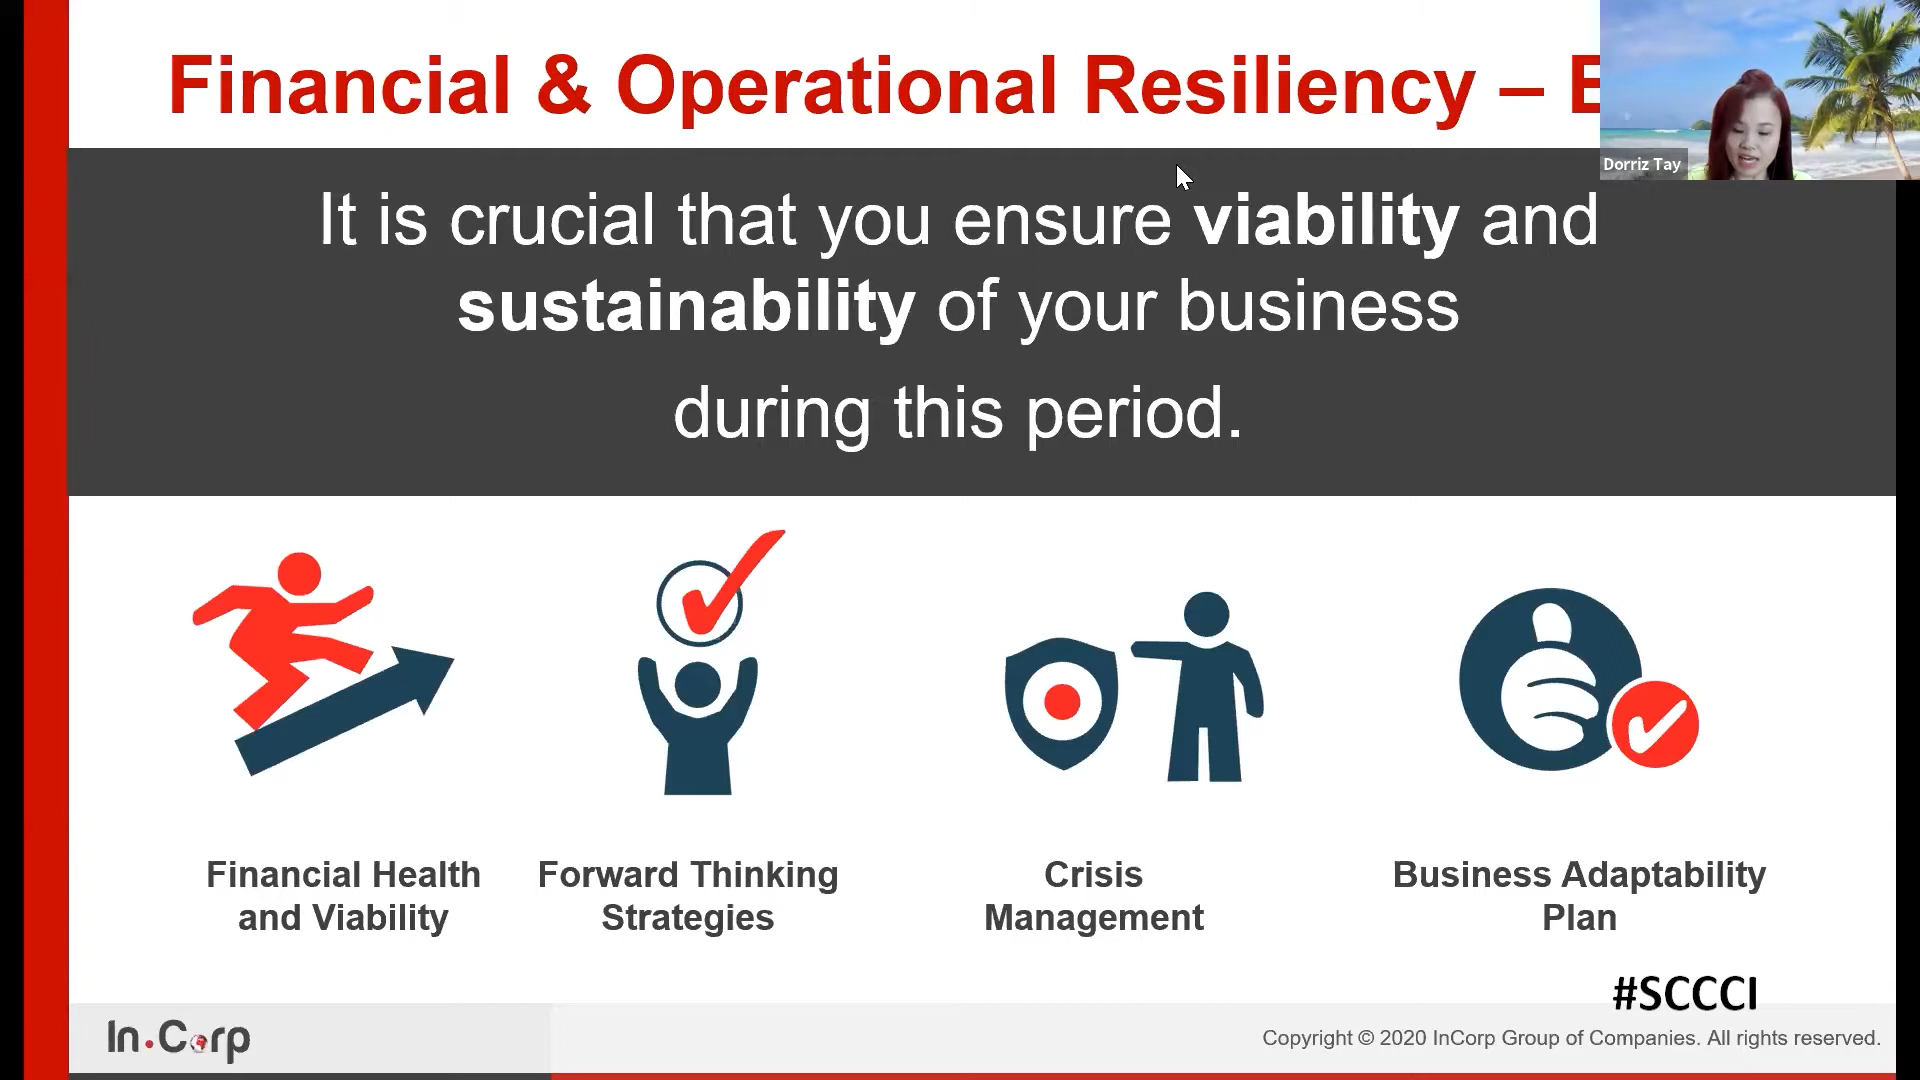 Financial & Operational Resiliency –
Dorriz Tay
It is crucial that you ensure viability and
sustainability of your business
during this period.
Financial Health
and Viability
Forward Thinking
Strategies
Crisis
Management
Business Adaptability
Plan
#SCCCI
In.Corp
Copyright © 2020 InCorp Group of Companies. All rights reserved.